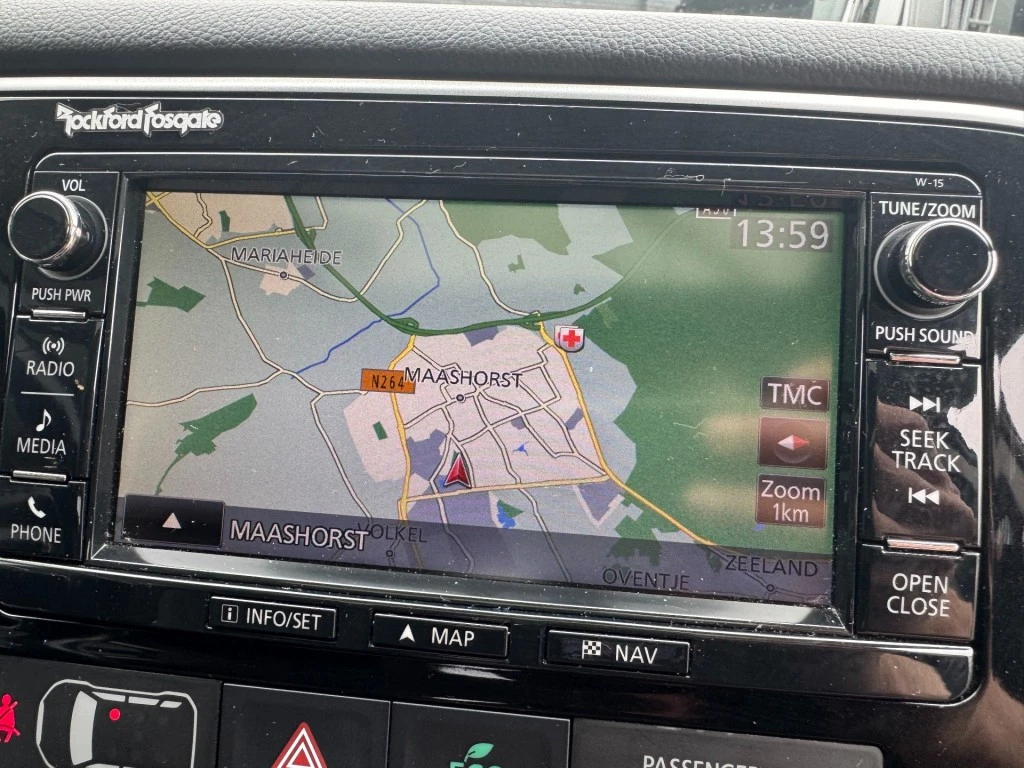 Rockford Fosgate
VOL
W-15
TUNE/ZOOM
13:59
MARIAHEIDE
PUSH PWR
PUSH SOUND
RADIO
N264
MAASHORST
TMC
SEEK
TRACK
MEDIA
Zoom
1km
PHONE
MAASHORST
VOLKEL
OVENTJE
ZEELAND
OPEN
CLOSE
INFO/SET
MAP
NAV
ECO
PASSENGER